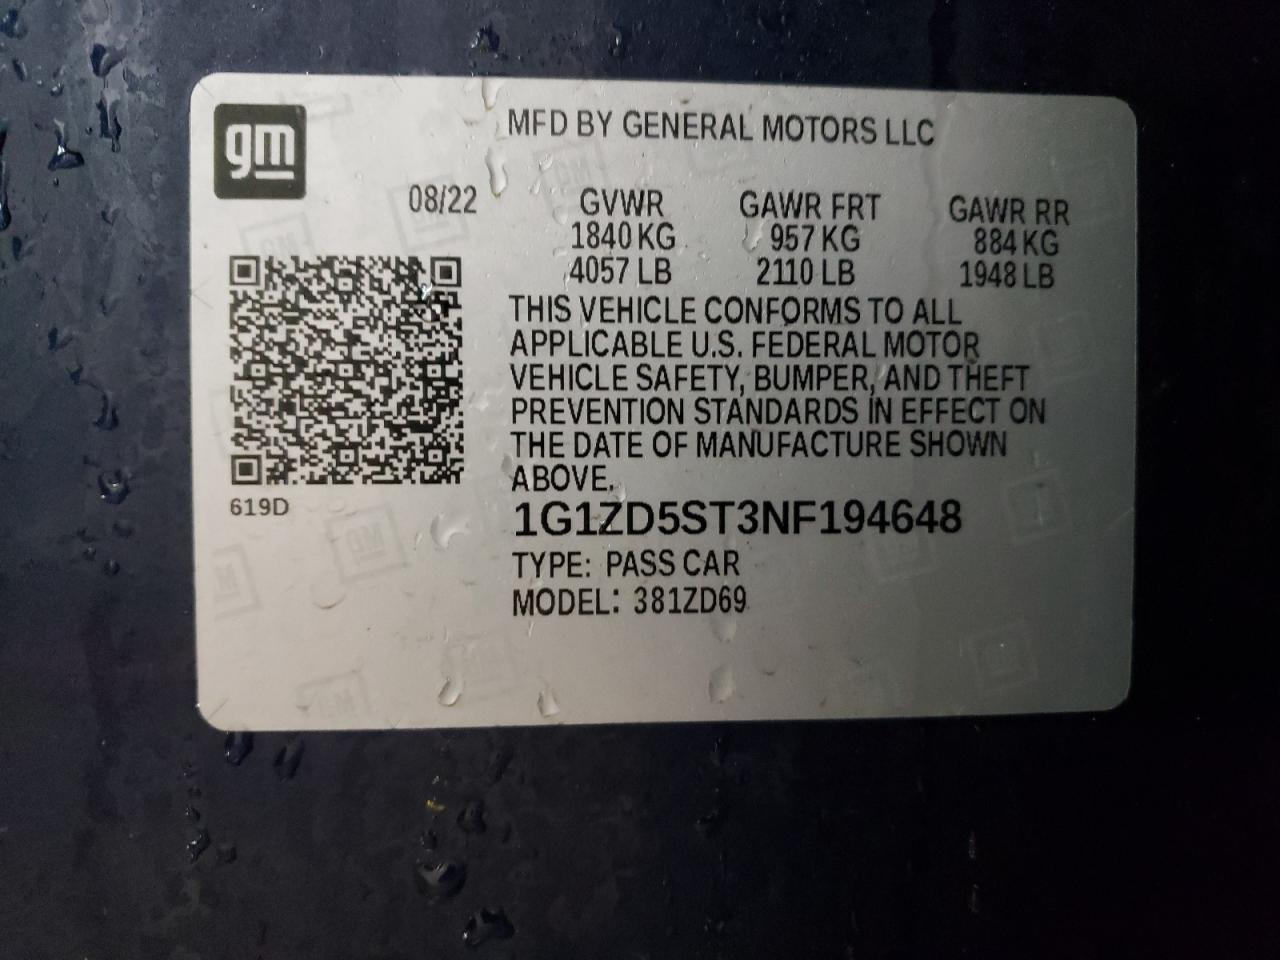 gm
MFD BY GENERAL MOTORS LLC
08/22 GVWR GAWR FRT GAWR RR
1840 KG 957 KG 884 KG
4057 LB 2110 LB 1948 LB
THIS VEHICLE CONFORMS TO ALL
APPLICABLE U.S. FEDERAL MOTOR
VEHICLE SAFETY, BUMPER, AND THEFT
PREVENTION STANDARDS IN EFFECT ON
THE DATE OF MANUFACTURE SHOWN
ABOVE.
619D
1G1ZD5ST3NF194648
TYPE: PASS CAR
MODEL: 381ZD69